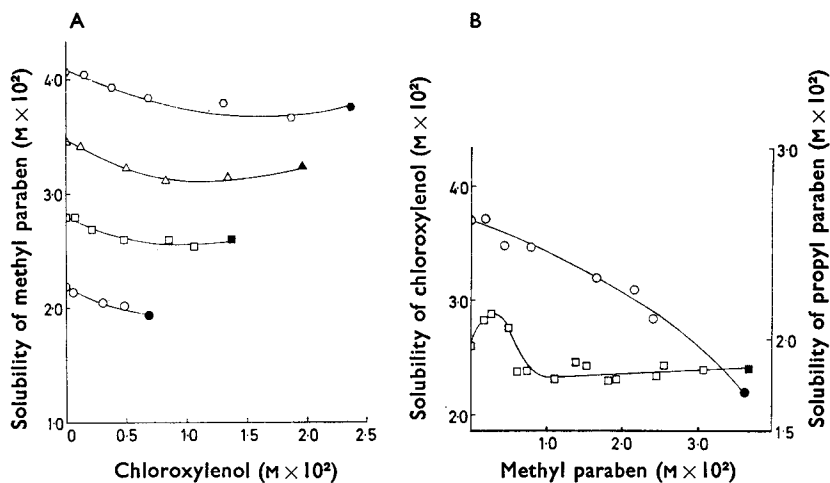 A
Solubility of methyl paraben (M × 10²)
4·0
3·0
2·0
1·0
0
0·5
1·0
1·5
2·0
2·5
Chloroxylenol (M × 10²)
B
Solubility of chloroxylenol (M × 10²)
4·0
3·0
2·0
1·0
2·0
3·0
Methyl paraben (M × 10²)
3·0
2·0
1·5
Solubility of propyl paraben (M × 10²)